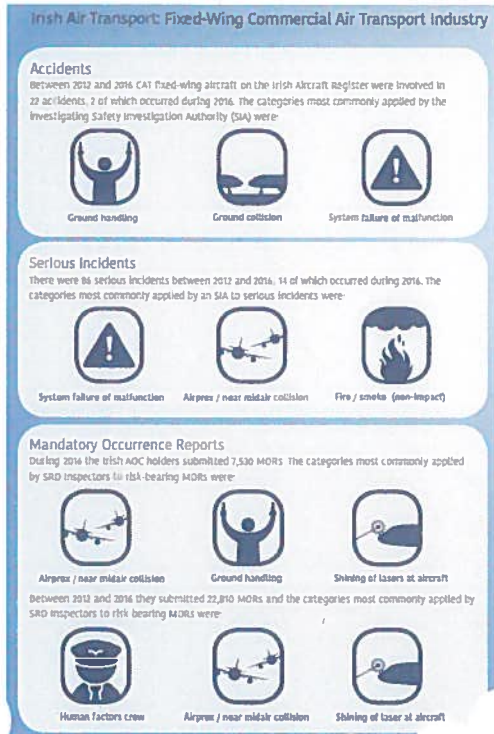 Irish Air Transport: Fixed-Wing Commercial Air Transport Industry
Accidents
Between 2012 and 2016 CAT fixed-wing aircraft on the Irish Aircraft Register were involved in
22 accidents, 2 of which occurred during 2016. The categories most commonly applied by the
investigating Safety Investigation Authority (SIA) were:
Ground handling
Ground collision
System failure of malfunction
Serious Incidents
There were 86 serious incidents between 2012 and 2016, 14 of which occurred during 2016. The
categories most commonly applied by an SIA to serious incidents were:
System failure of malfunction
Airprox / near midair collision
Fire / smoke (non-impact)
Mandatory Occurrence Reports
During 2016 the Irish AOC holders submitted 7,530 MORs. The categories most commonly applied
by SRD inspectors to risk-bearing MORs were:
Airprox / near midair collision
Ground handling
Shining of lasers at aircraft
Between 2012 and 2016 they submitted 22,810 MORs and the categories most commonly applied by
SRD inspectors to risk bearing MORs were:
Human factors crew
Airprox / near midair collision
Shining of laser at aircraft